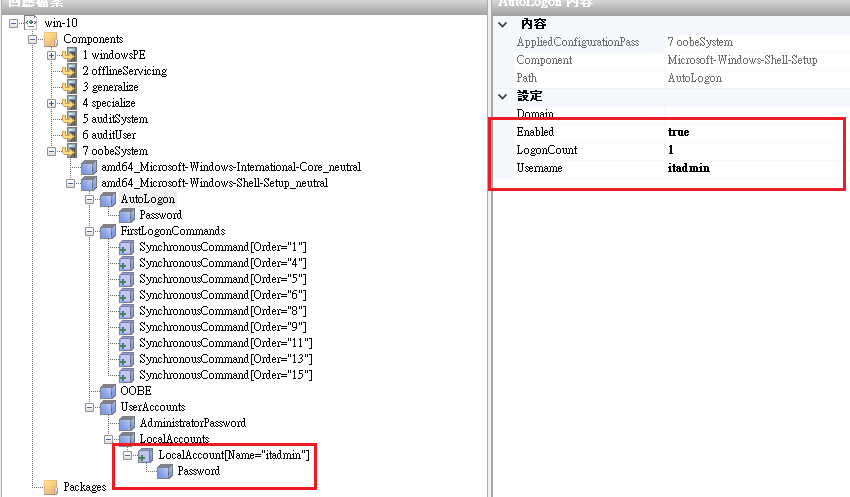 回應檔案
win-10
Components
1 windowsPE
2 offlineServicing
3 generalize
4 specialize
5 auditSystem
6 auditUser
7 oobeSystem
amd64_Microsoft-Windows-International-Core_neutral
amd64_Microsoft-Windows-Shell-Setup_neutral
AutoLogon
Password
FirstLogonCommands
SynchronousCommand[Order="1"]
SynchronousCommand[Order="4"]
SynchronousCommand[Order="5"]
SynchronousCommand[Order="6"]
SynchronousCommand[Order="8"]
SynchronousCommand[Order="9"]
SynchronousCommand[Order="11"]
SynchronousCommand[Order="13"]
SynchronousCommand[Order="15"]
OOBE
UserAccounts
AdministratorPassword
LocalAccounts
LocalAccount[Name="itadmin"]
Password
Packages
AutoLogon 內容
內容
AppliedConfigurationPass 7 oobeSystem
Component Microsoft-Windows-Shell-Setup
Path AutoLogon
設定
Domain
Enabled true
LogonCount 1
Username itadmin